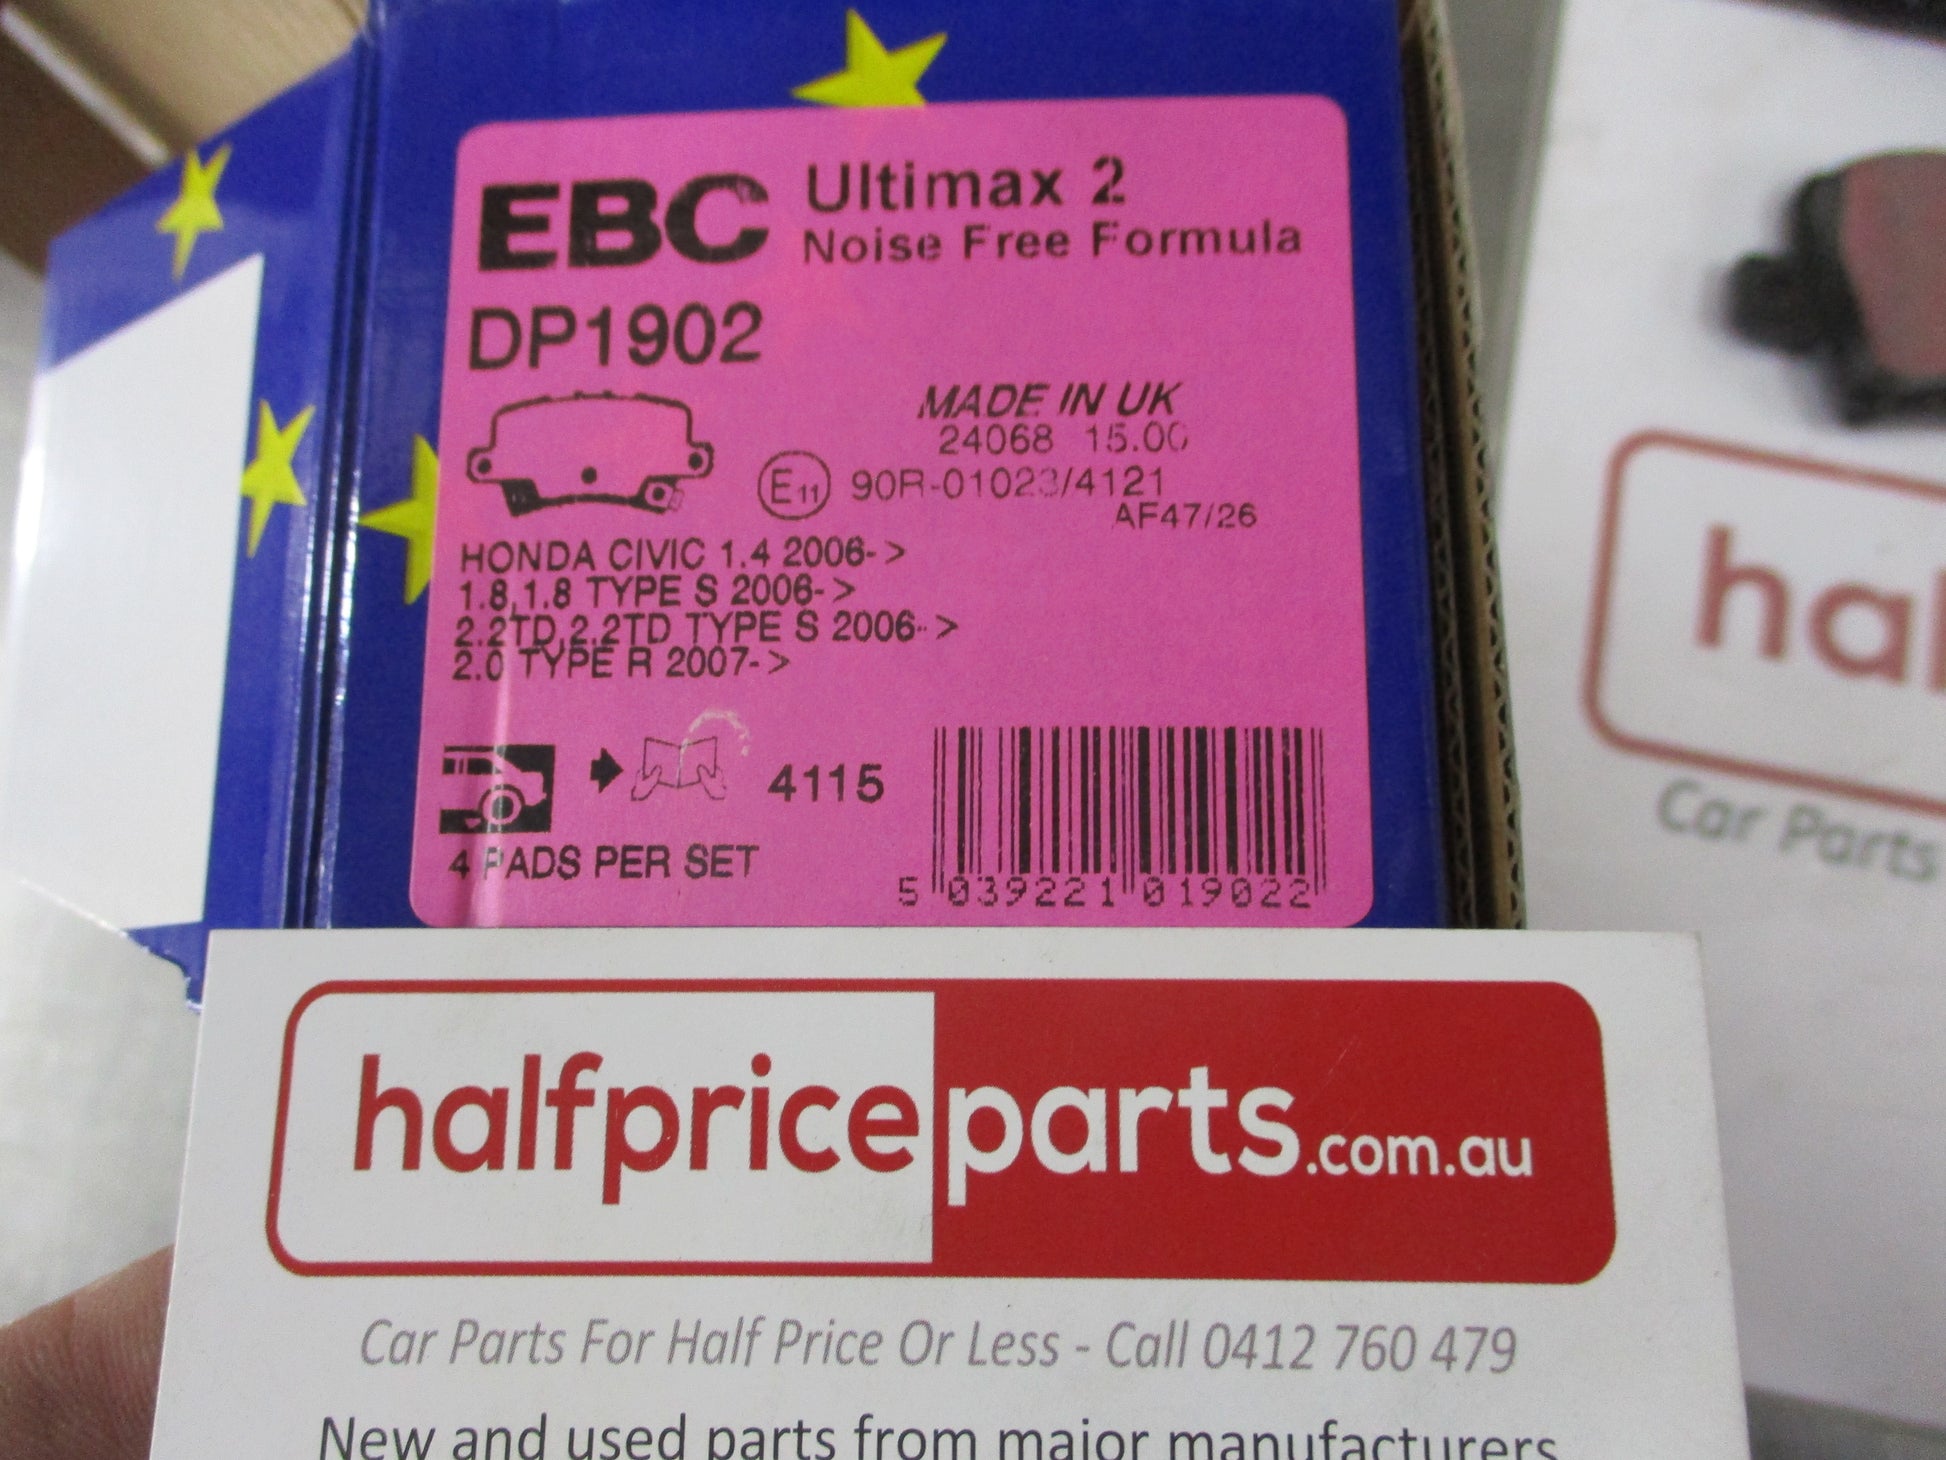 EBC Ultimax 2
Noise Free Formula
DP1902
MADE IN UK
24068 15.00
E11 90R-01023/4121
AF47/26
HONDA CIVIC 1.4 2006->
1.8,1.8 TYPE S 2006->
2.2TD,2.2TD TYPE S 2006->
2.0 TYPE R 2007->
4115
4 PADS PER SET
5 039221 019022
halfpriceparts.com.au
Car Parts For Half Price Or Less - Call 0412 760 479
New and used parts from major manufacturers
hal
Car Parts